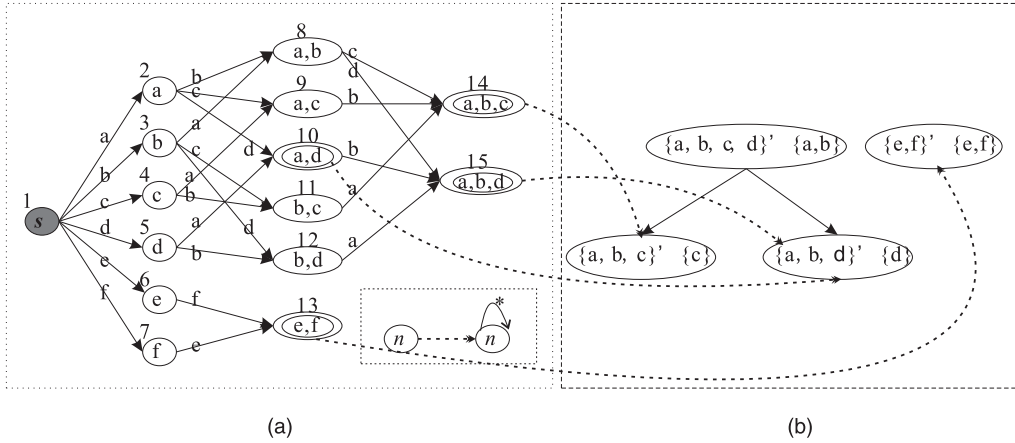 8
a,b
c
d
2
a
b
c
9
a,c
b
14
a,b,c
3
b
a
c
d
10
a,d
b
15
a,b,d
4
c
a
b
11
b,c
a
1
s
a
b
c
d
e
f
5
d
a
b
d
12
b,d
a
6
e
f
13
e,f
7
f
e
n
n
*
{a, b, c, d}’ {a,b}
{e,f}’ {e,f}
{a, b, c}’ {c}
{a, b, d}’ {d}
(a)
(b)